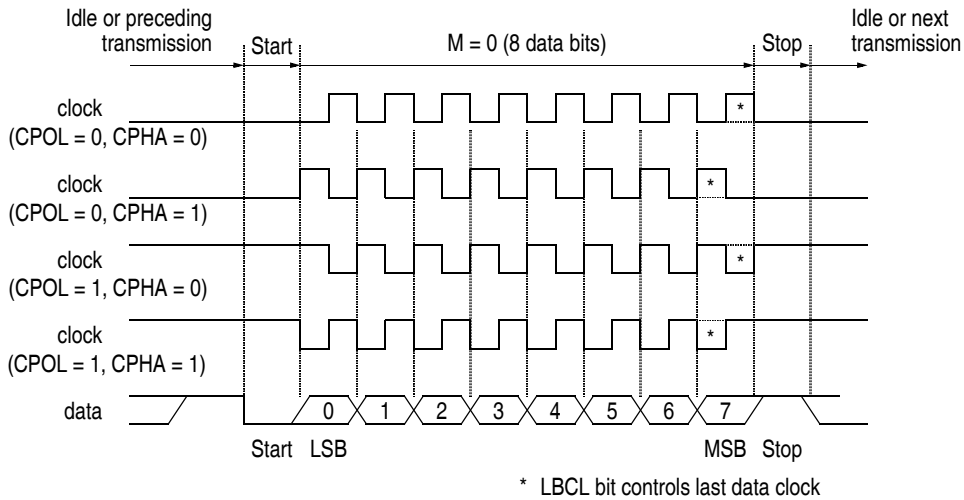 Idle or preceding
transmission
Start
M = 0 (8 data bits)
Stop
Idle or next
transmission
clock
(CPOL = 0, CPHA = 0)
*
clock
(CPOL = 0, CPHA = 1)
*
clock
(CPOL = 1, CPHA = 0)
*
clock
(CPOL = 1, CPHA = 1)
*
data
0 1 2 3 4 5 6 7
Start LSB MSB Stop
* LBCL bit controls last data clock